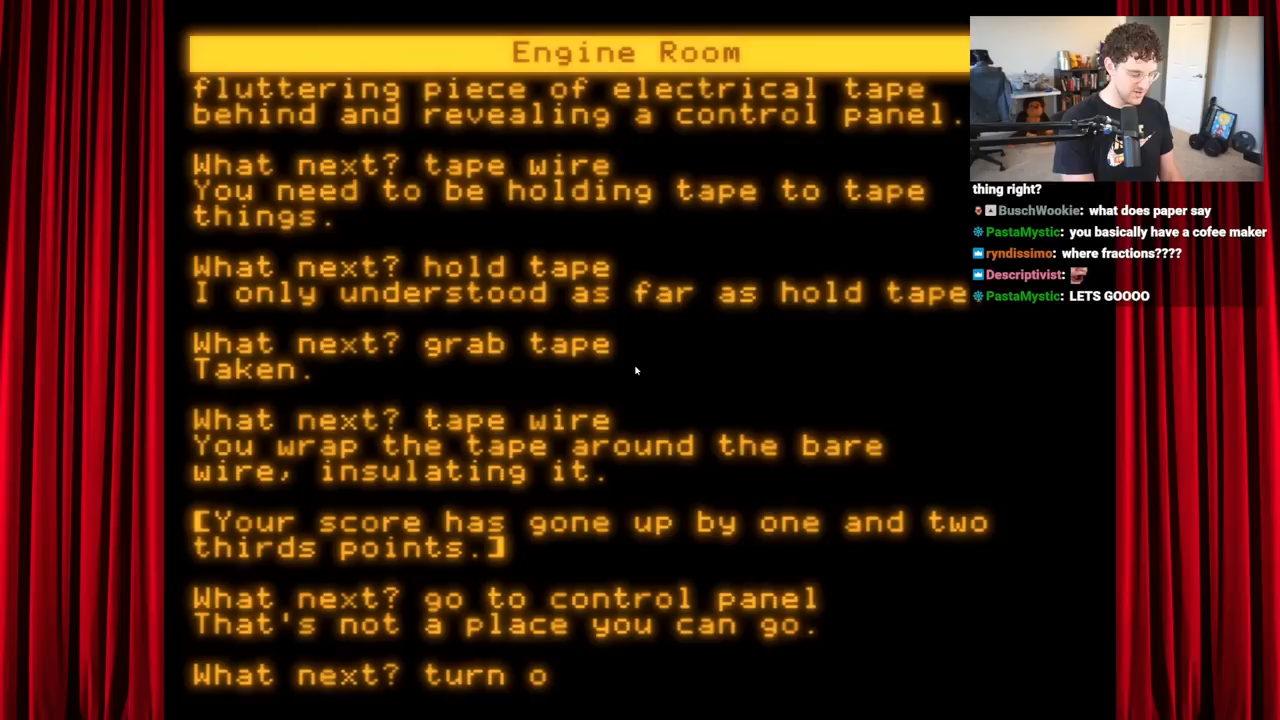 Engine Room
fluttering piece of electrical tape
behind and revealing a control panel.
What next? tape wire
You need to be holding tape to tape
things.
What next? hold tape
I only understood as far as hold tape
What next? grab tape
Taken.
What next? tape wire
You wrap the tape around the bare
wire, insulating it.
[Your score has gone up by one and two
thirds points.]
What next? go to control panel
That's not a place you can go.
What next? turn o
thing right?
BuschWookie: what does paper say
PastaMystic: you basically have a cofee maker
ryndissimo: where fractions????
Descriptivist:
PastaMystic: LETS GOOOO